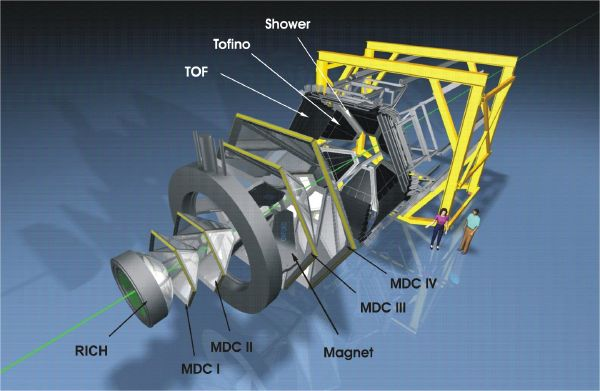 Shower
Tofino
TOF
MDC IV
MDC III
Magnet
MDC II
MDC I
RICH